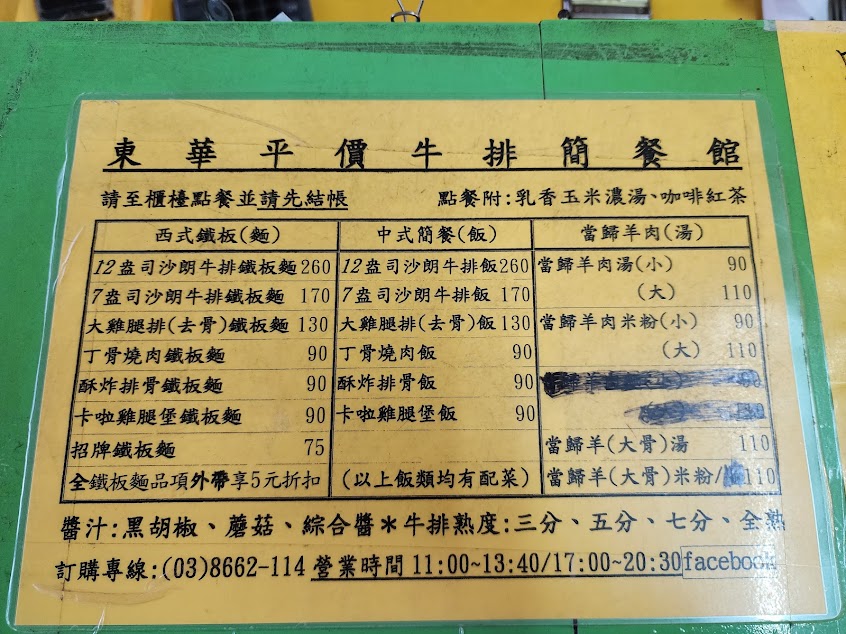 東華平價牛排簡餐館
請至櫃檯點餐並請先結帳 點餐附:乳香玉米濃湯、咖啡紅茶
西式鐵板(麵) 中式簡餐(飯) 當歸羊肉(湯)
12盎司沙朗牛排鐵板麵 260 12盎司沙朗牛排飯 260 當歸羊肉湯(小) 90
7盎司沙朗牛排鐵板麵 170 7盎司沙朗牛排飯 170 (大) 110
大雞腿排(去骨)鐵板麵 130 大雞腿排(去骨)飯 130 當歸羊肉米粉(小) 90
丁骨燒肉鐵板麵 90 丁骨燒肉飯 90 (大) 110
酥炸排骨鐵板麵 90 酥炸排骨飯 90
卡啦雞腿堡鐵板麵 90 卡啦雞腿堡飯 90
招牌鐵板麵 75 當歸羊(大骨)湯 110
全鐵板麵品項外帶享5元折扣 (以上飯類均有配菜) 當歸羊(大骨)米粉/ 110
醬汁:黑胡椒、蘑菇、綜合醬*牛排熟度:三分、五分、七分、全熟
訂購專線:(03)8662-114 營業時間 11:00~13:40/17:00~20:30 facebook